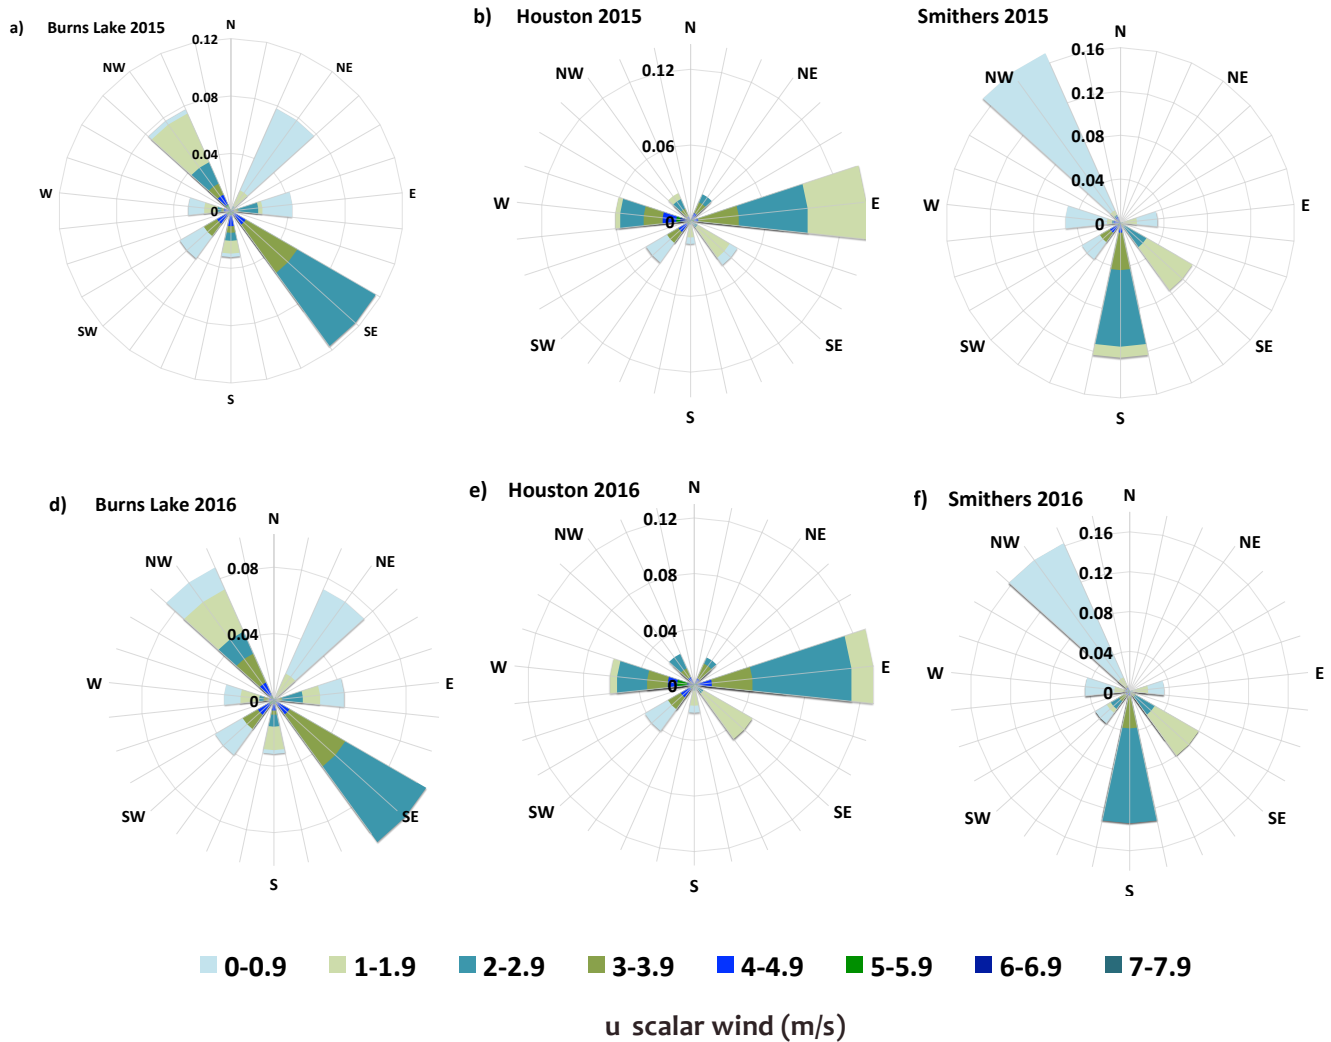 a) Burns Lake 2015
N
0.12
0.08
0.04
0
NW
NE
W
E
SW
SE
S
b) Houston 2015
N
0.12
0.06
0
NW
NE
W
E
SW
SE
S
Smithers 2015
N
0.16
0.12
0.08
0.04
0
NW
NE
W
E
SW
SE
S
d) Burns Lake 2016
N
0.08
0.04
0
NW
NE
W
E
SW
SE
S
e) Houston 2016
N
0.12
0.08
0.04
0
NW
NE
W
E
SW
SE
S
f) Smithers 2016
N
0.16
0.12
0.08
0.04
0
NW
NE
W
E
SW
SE
S
0-0.9 1-1.9 2-2.9 3-3.9 4-4.9 5-5.9 6-6.9 7-7.9
u scalar wind (m/s)